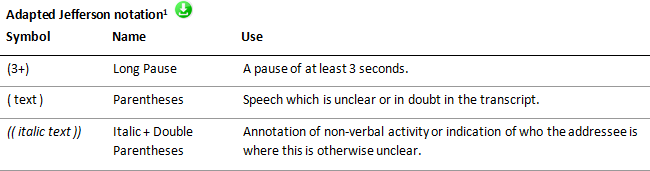 Adapted Jefferson notation¹
Symbol Name Use
(3+) Long Pause A pause of at least 3 seconds.
( text ) Parentheses Speech which is unclear or in doubt in the transcript.
(( italic text )) Italic + Double Annotation of non-verbal activity or indication of who the addressee is
Parentheses where this is otherwise unclear.